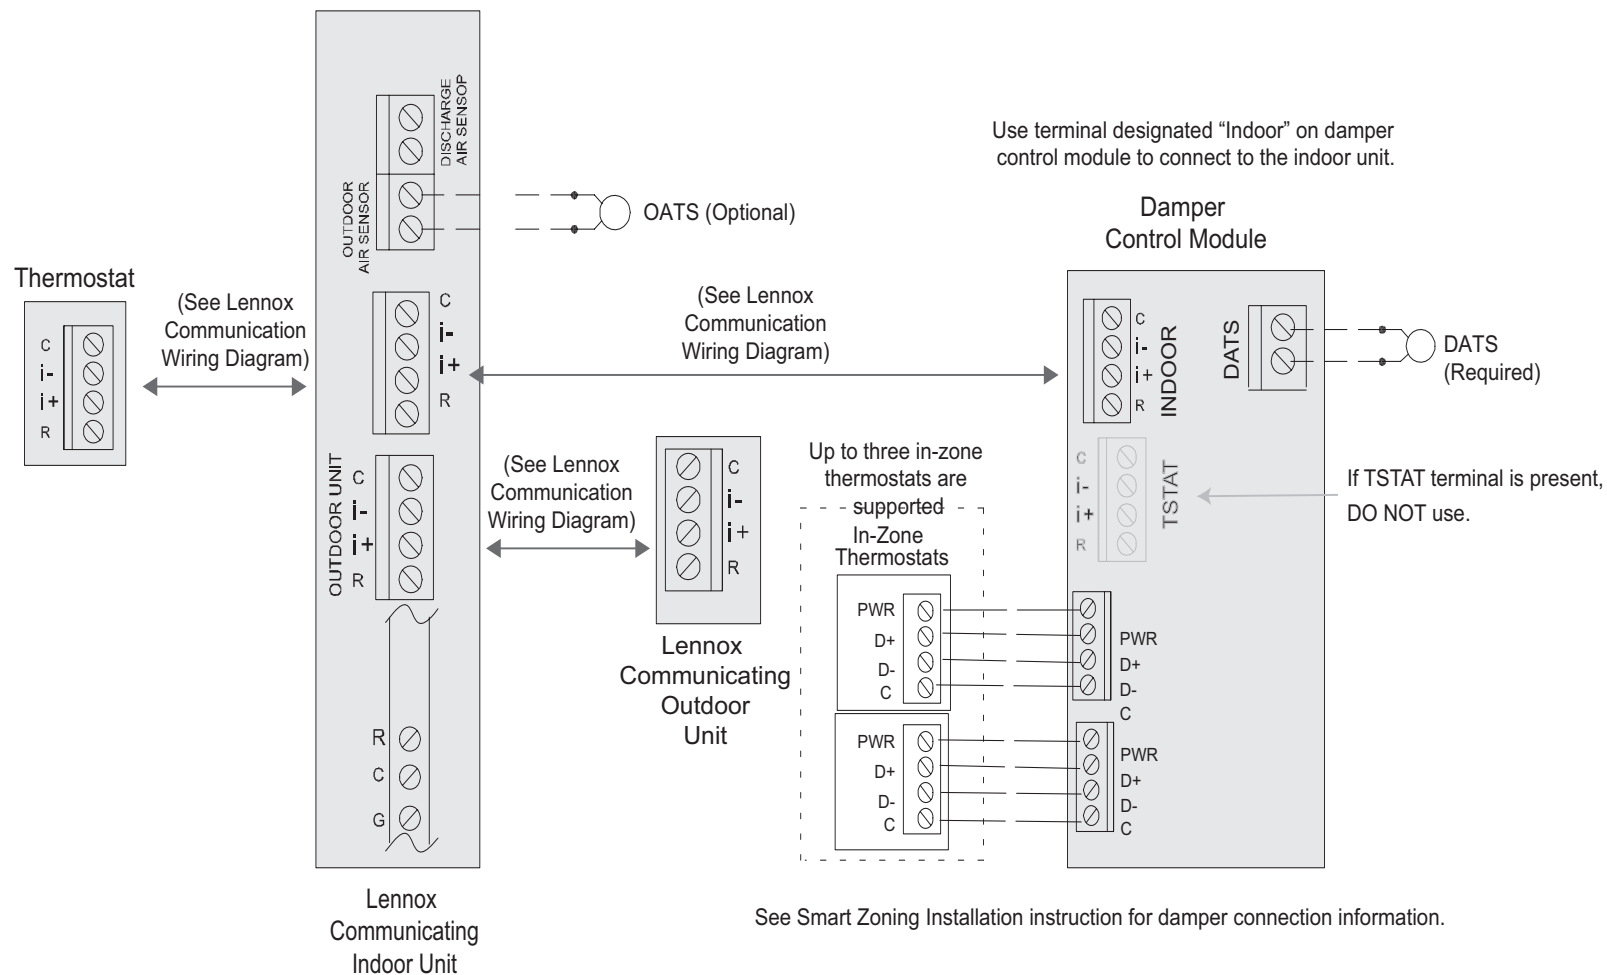 DISCHARGE
AIR SENSOP
OUTDOOR
AIR SENSOR
OATS (Optional)
Use terminal designated “Indoor” on damper
control module to connect to the indoor unit.
Damper
Control Module
Thermostat
C
i-
i+
R
(See Lennox
Communication
Wiring Diagram)
C
i-
i+
R
(See Lennox
Communication
Wiring Diagram)
C
i-
i+
R
INDOOR
DATS
DATS
(Required)
OUTDOOR UNIT
C
i-
i+
R
(See Lennox
Communication
Wiring Diagram)
C
i-
i+
R
Lennox
Communicating
Outdoor
Unit
Up to three in-zone
thermostats are
supported
In-Zone
Thermostats
C
i-
i+
R
TSTAT
If TSTAT terminal is present,
DO NOT use.
PWR
D+
D-
C
PWR
D+
D-
C
PWR
D+
D-
C
PWR
D+
D-
C
R
C
G
Lennox
Communicating
Indoor Unit
See Smart Zoning Installation instruction for damper connection information.